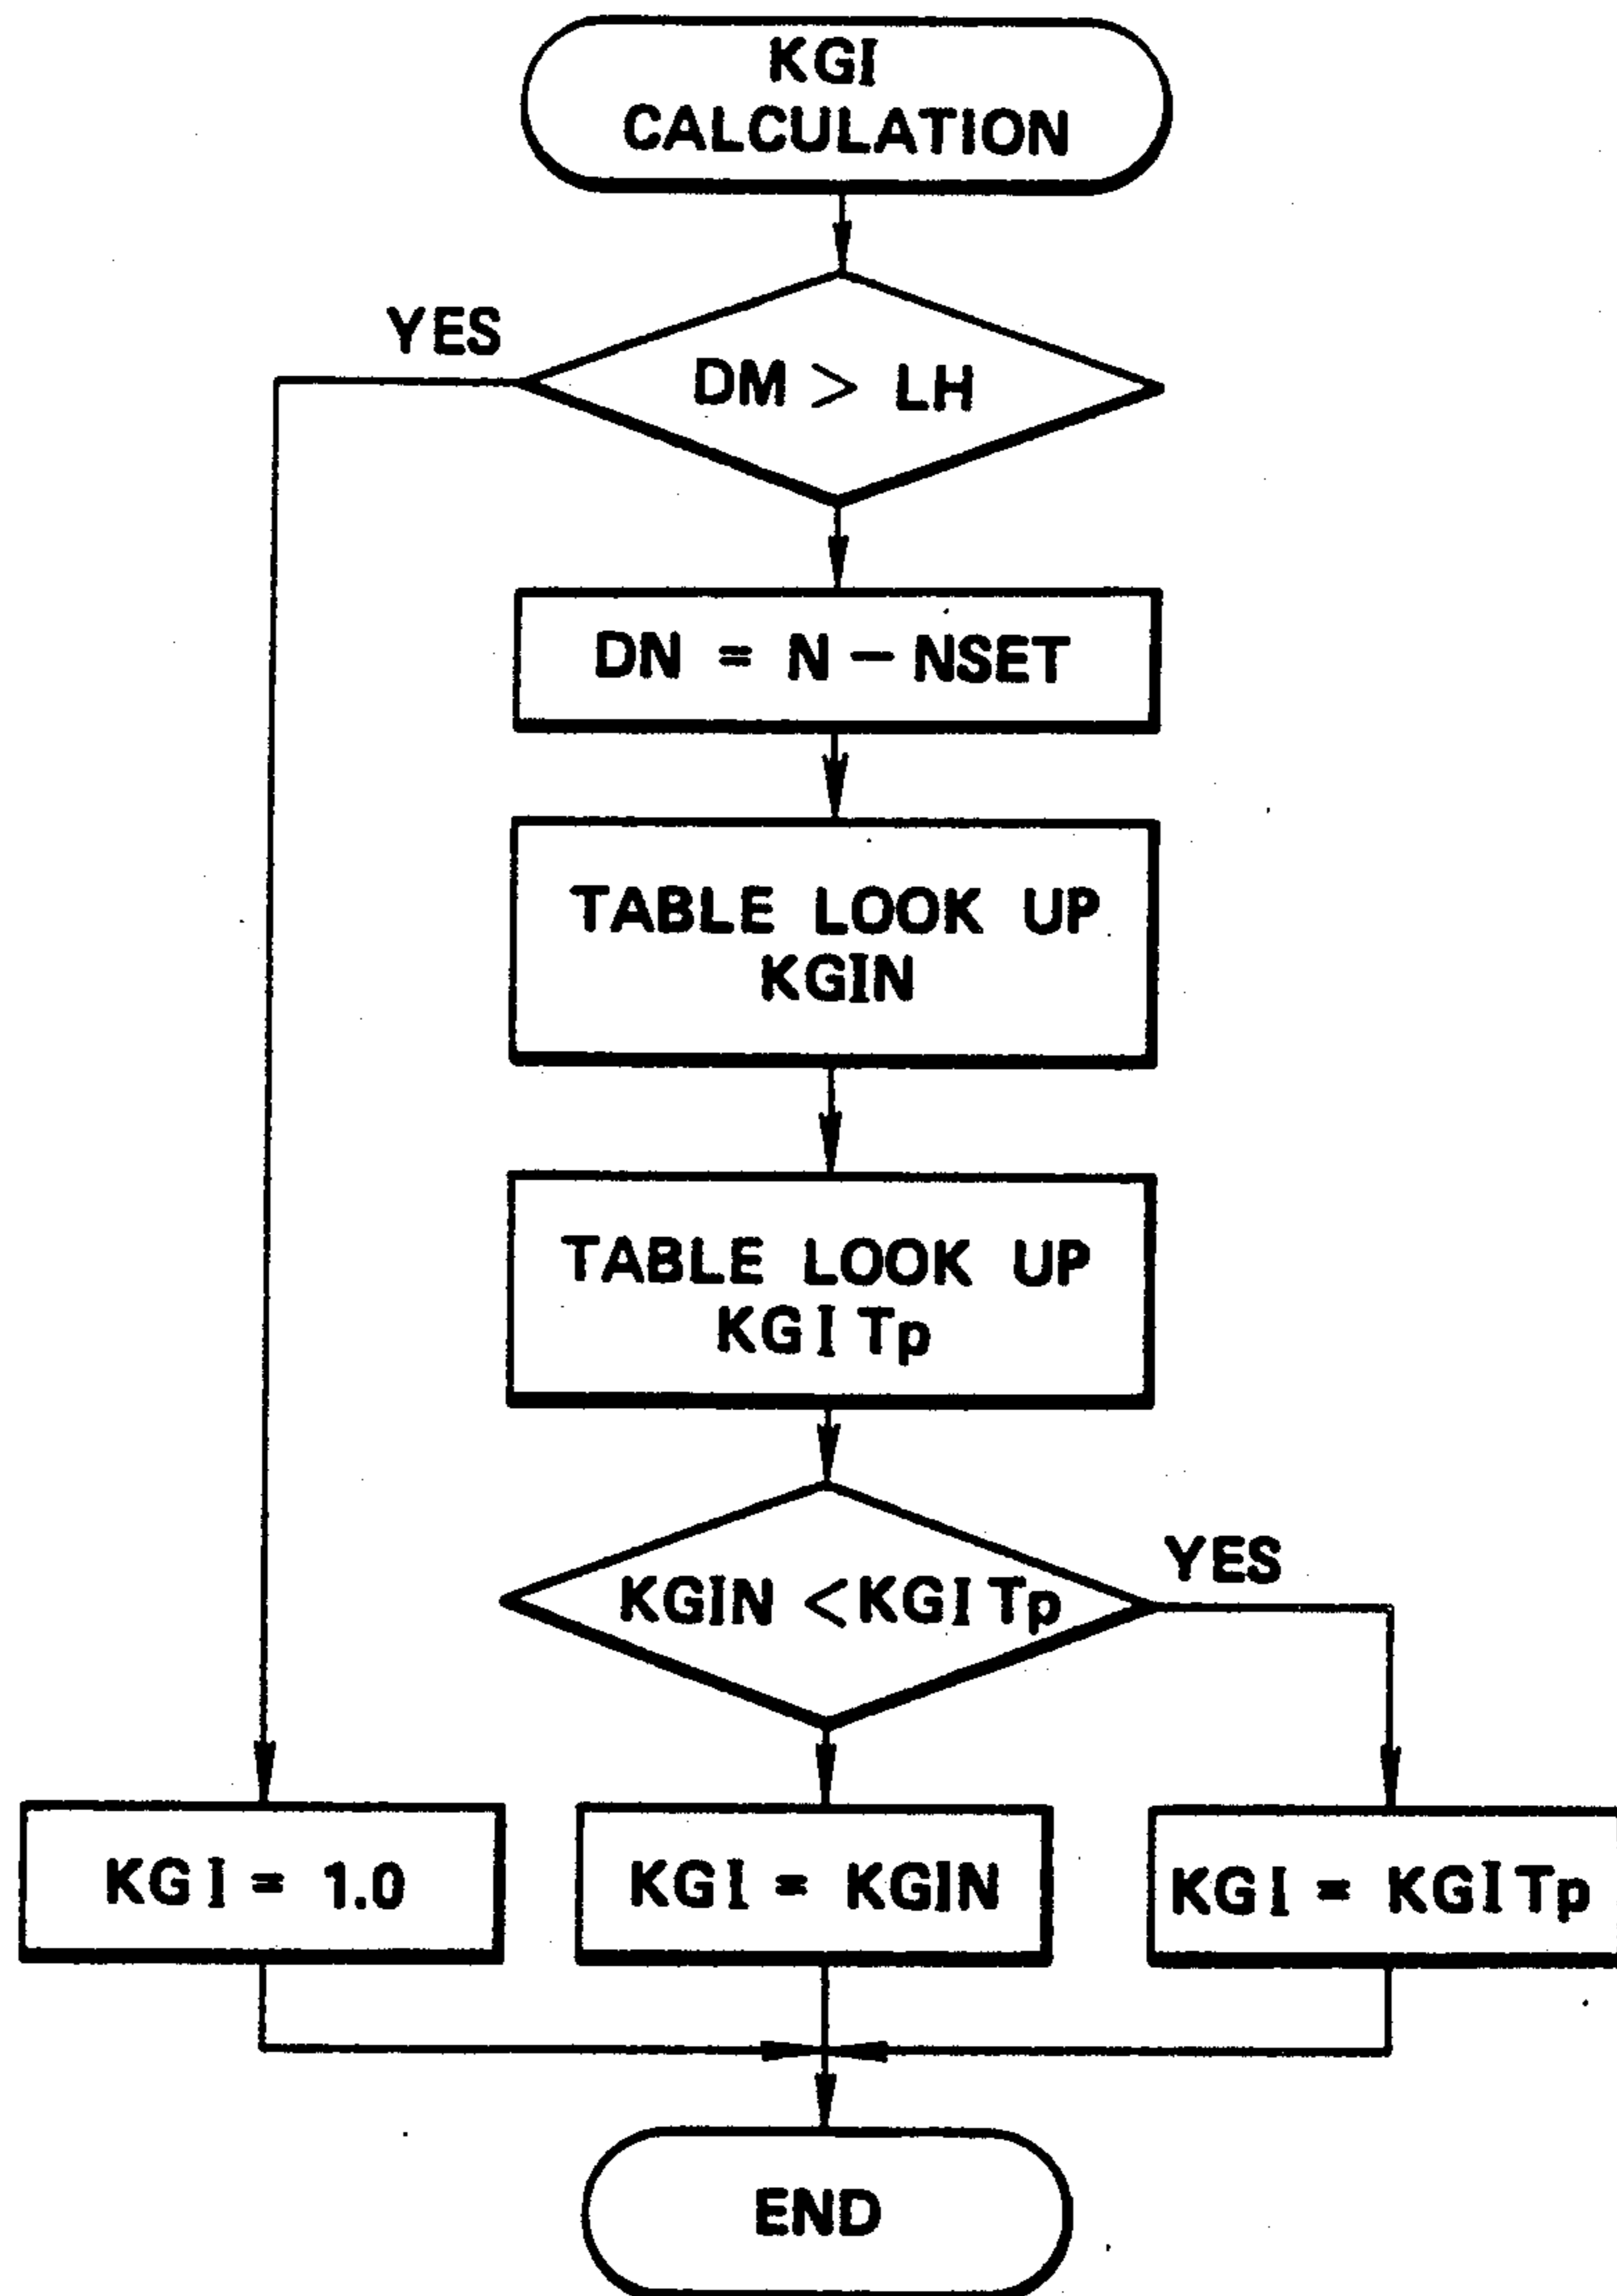 KGI
CALCULATION
YES
DM > LH
DN = N - NSET
TABLE LOOK UP
KGIN
TABLE LOOK UP
KGI Tp
YES
KGIN < KGI Tp
KGI = 1.0
KGI = KGIN
KGI = KGI Tp
END